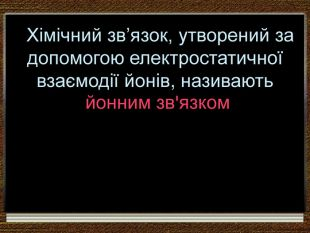 Хімічний зв’язок, утворений за
допомогою електростатичної
взаємодії йонів, називають
йонним зв'язком